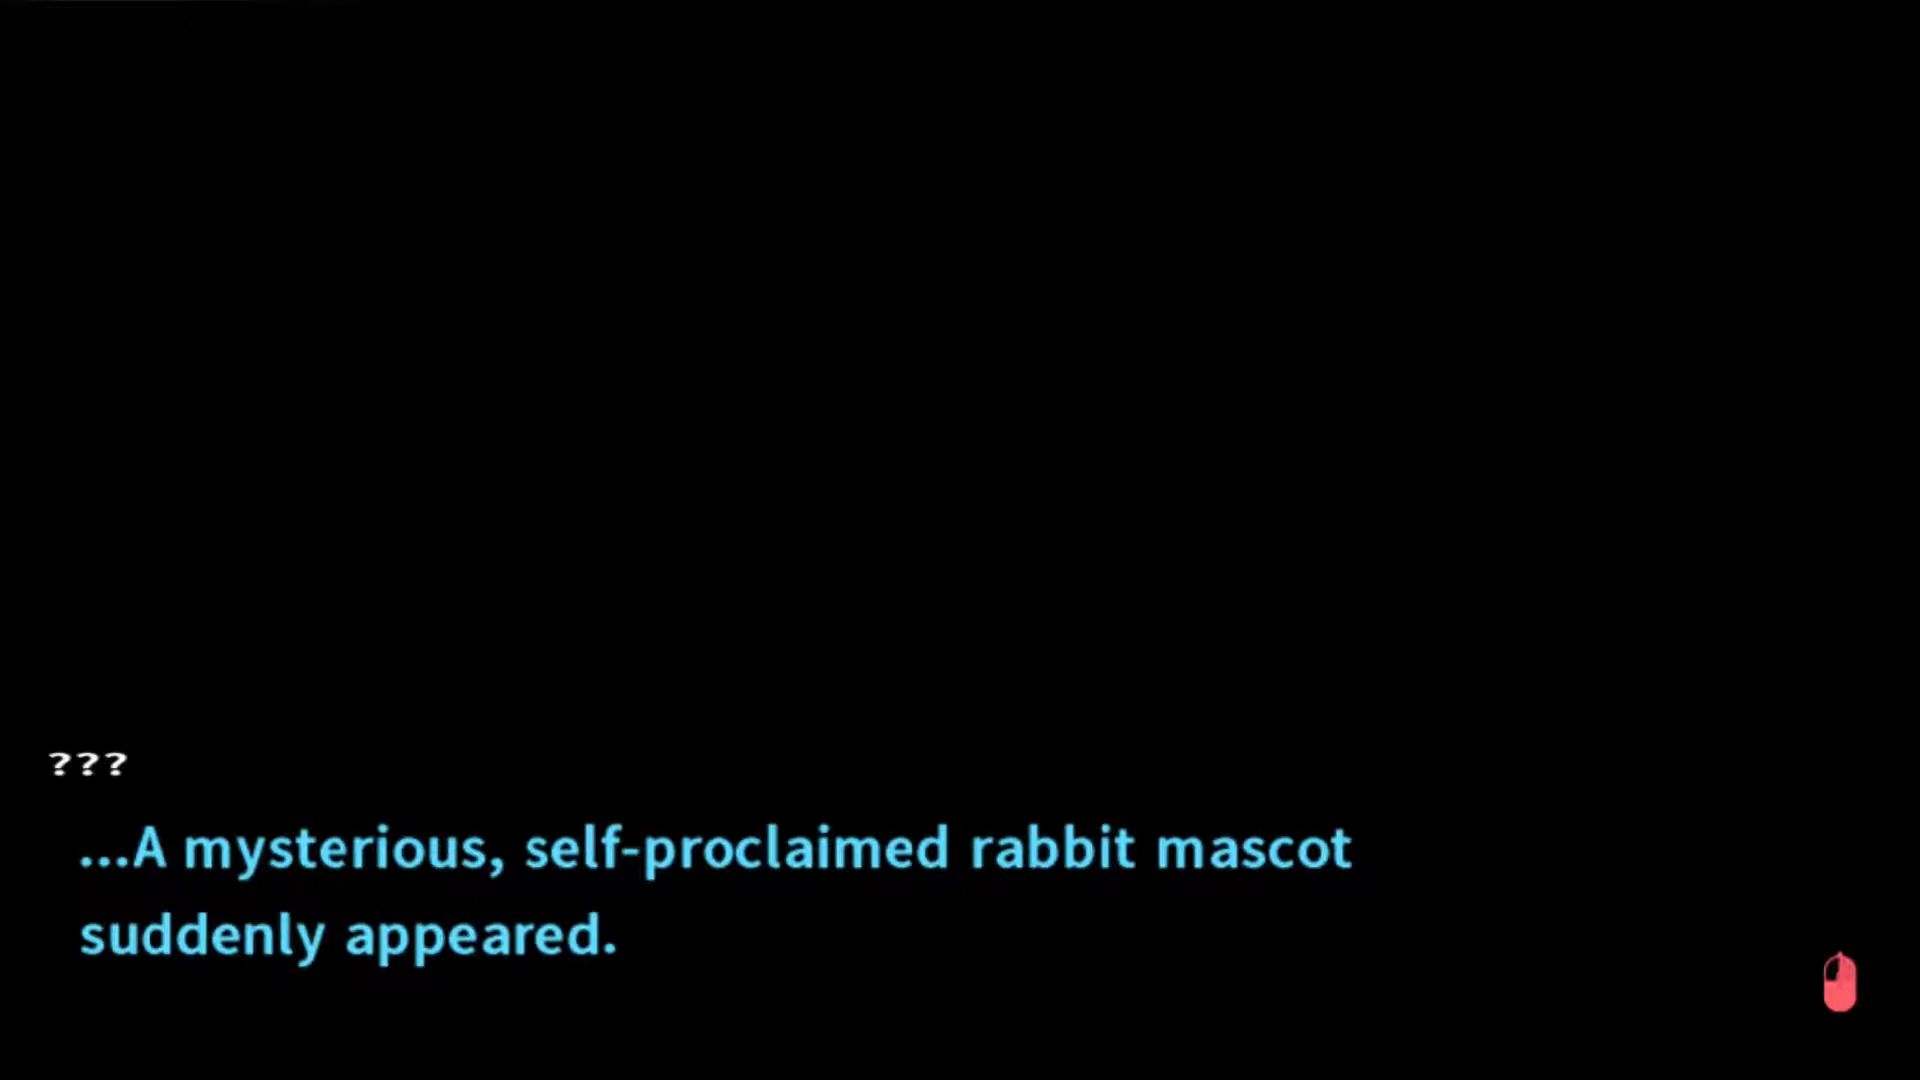 ???
...A mysterious, self-proclaimed rabbit mascot
suddenly appeared.